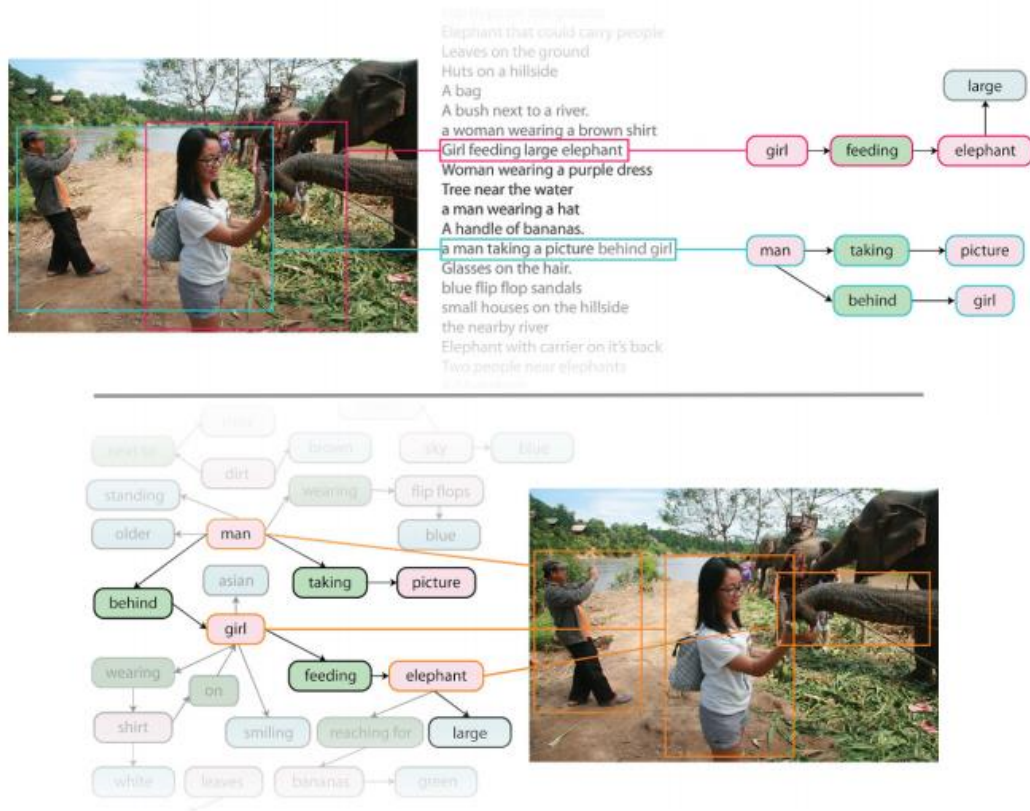 Elephant that could carry people
Leaves on the ground
Huts on a hillside
A bag
A bush next to a river.
a woman wearing a brown shirt
Girl feeding large elephant
Woman wearing a purple dress
Tree near the water
a man wearing a hat
A handle of bananas.
a man taking a picture behind girl
Glasses on the hair.
blue flip flop sandals
small houses on the hillside
the nearby river
Elephant with carrier on it's back
Two people near elephants
large
girl feeding elephant
man taking picture
behind girl
next to
dirt
brown
sky
blue
standing
wearing
flip flops
older
man
blue
asian
taking
picture
behind
girl
wearing
on
feeding
elephant
shirt
smiling
reaching for
large
white
leaves
bananas
green